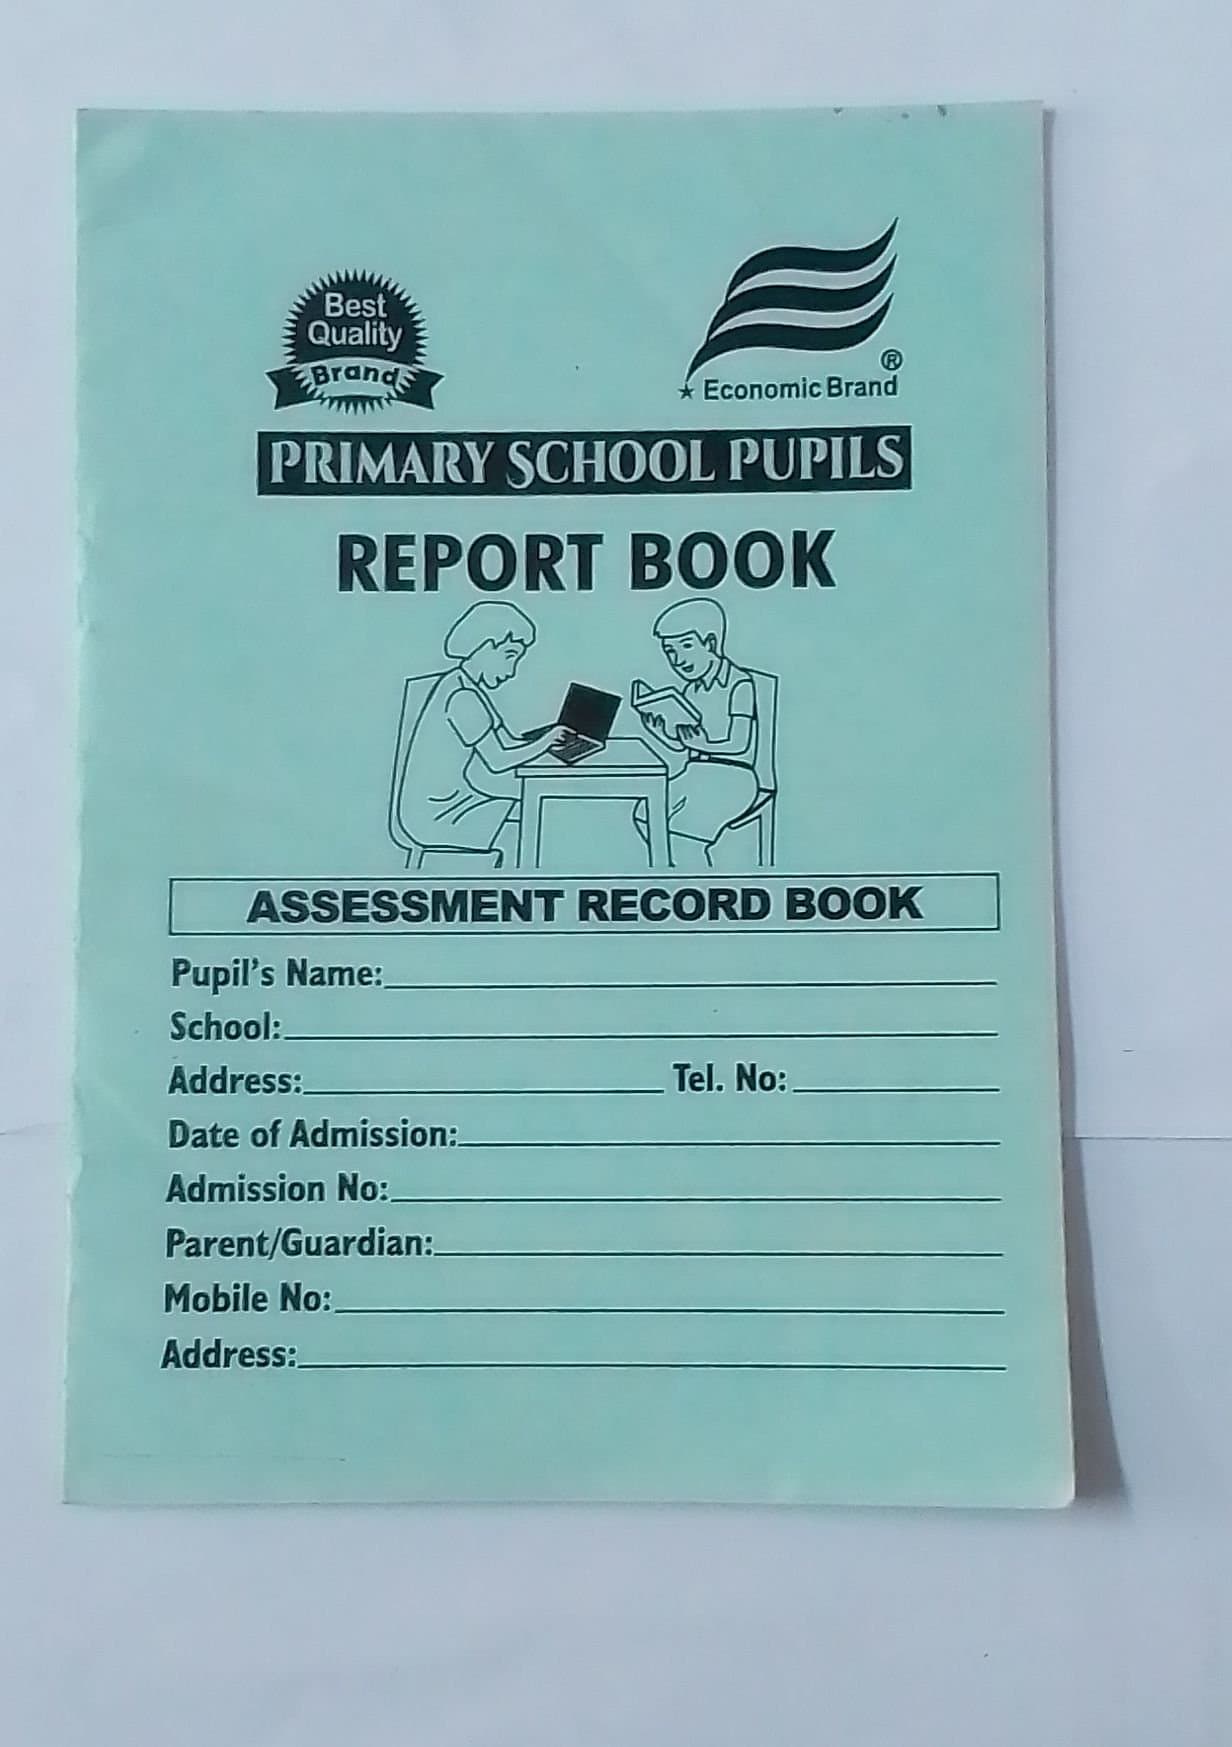 Best
Quality
Brand
®
Economic Brand
PRIMARY SCHOOL PUPILS
REPORT BOOK
ASSESSMENT RECORD BOOK
Pupil's Name:
School:
Address: Tel. No:
Date of Admission:
Admission No:
Parent/Guardian:
Mobile No:
Address: